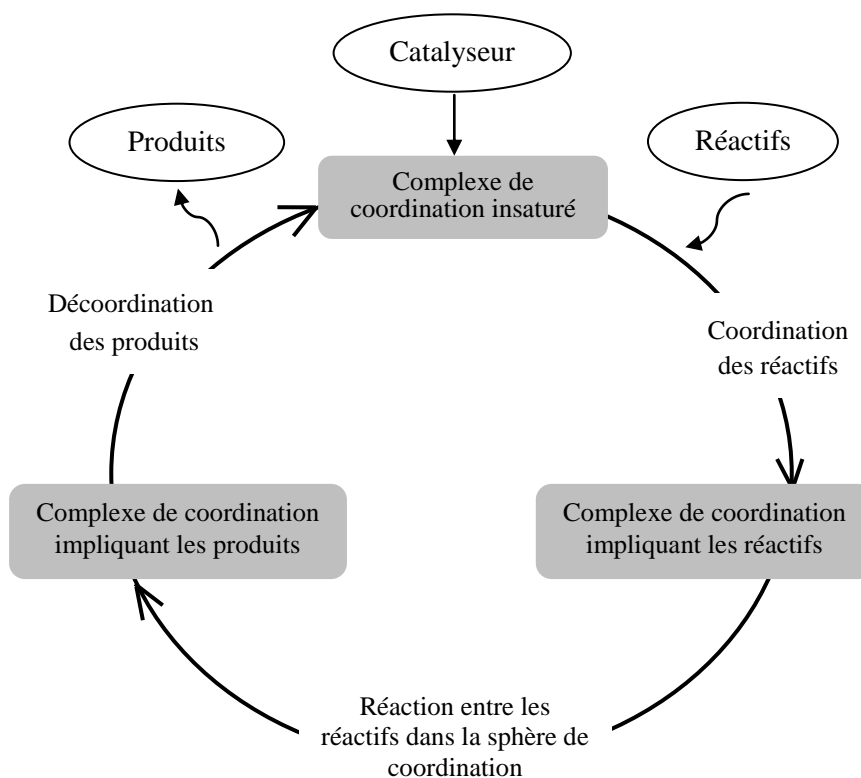 Catalyseur
Produits
Réactifs
Complexe de
coordination insaturé
Décoordination
des produits
Coordination
des réactifs
Complexe de coordination
impliquant les produits
Complexe de coordination
impliquant les réactifs
Réaction entre les
réactifs dans la sphère de
coordination